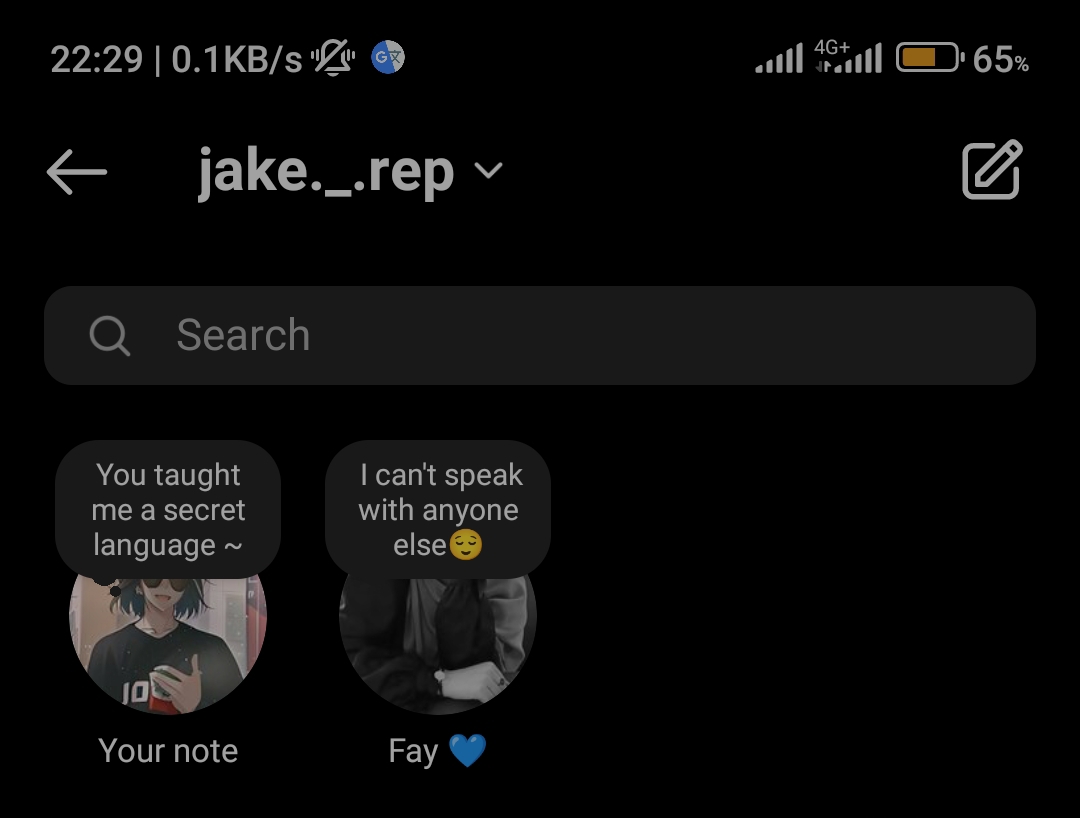 22:29 | 0.1KB/s 4G+ 65%
jake._.rep
Search
You taught
me a secret
language ~
I can't speak
with anyone
else😌
Your note
Fay 💙